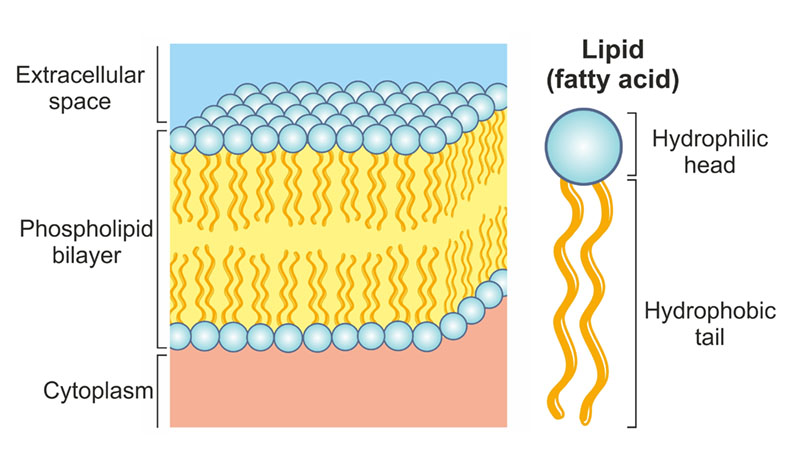 Extracellular
space
Phospholipid
bilayer
Cytoplasm
Lipid
(fatty acid)
Hydrophilic
head
Hydrophobic
tail